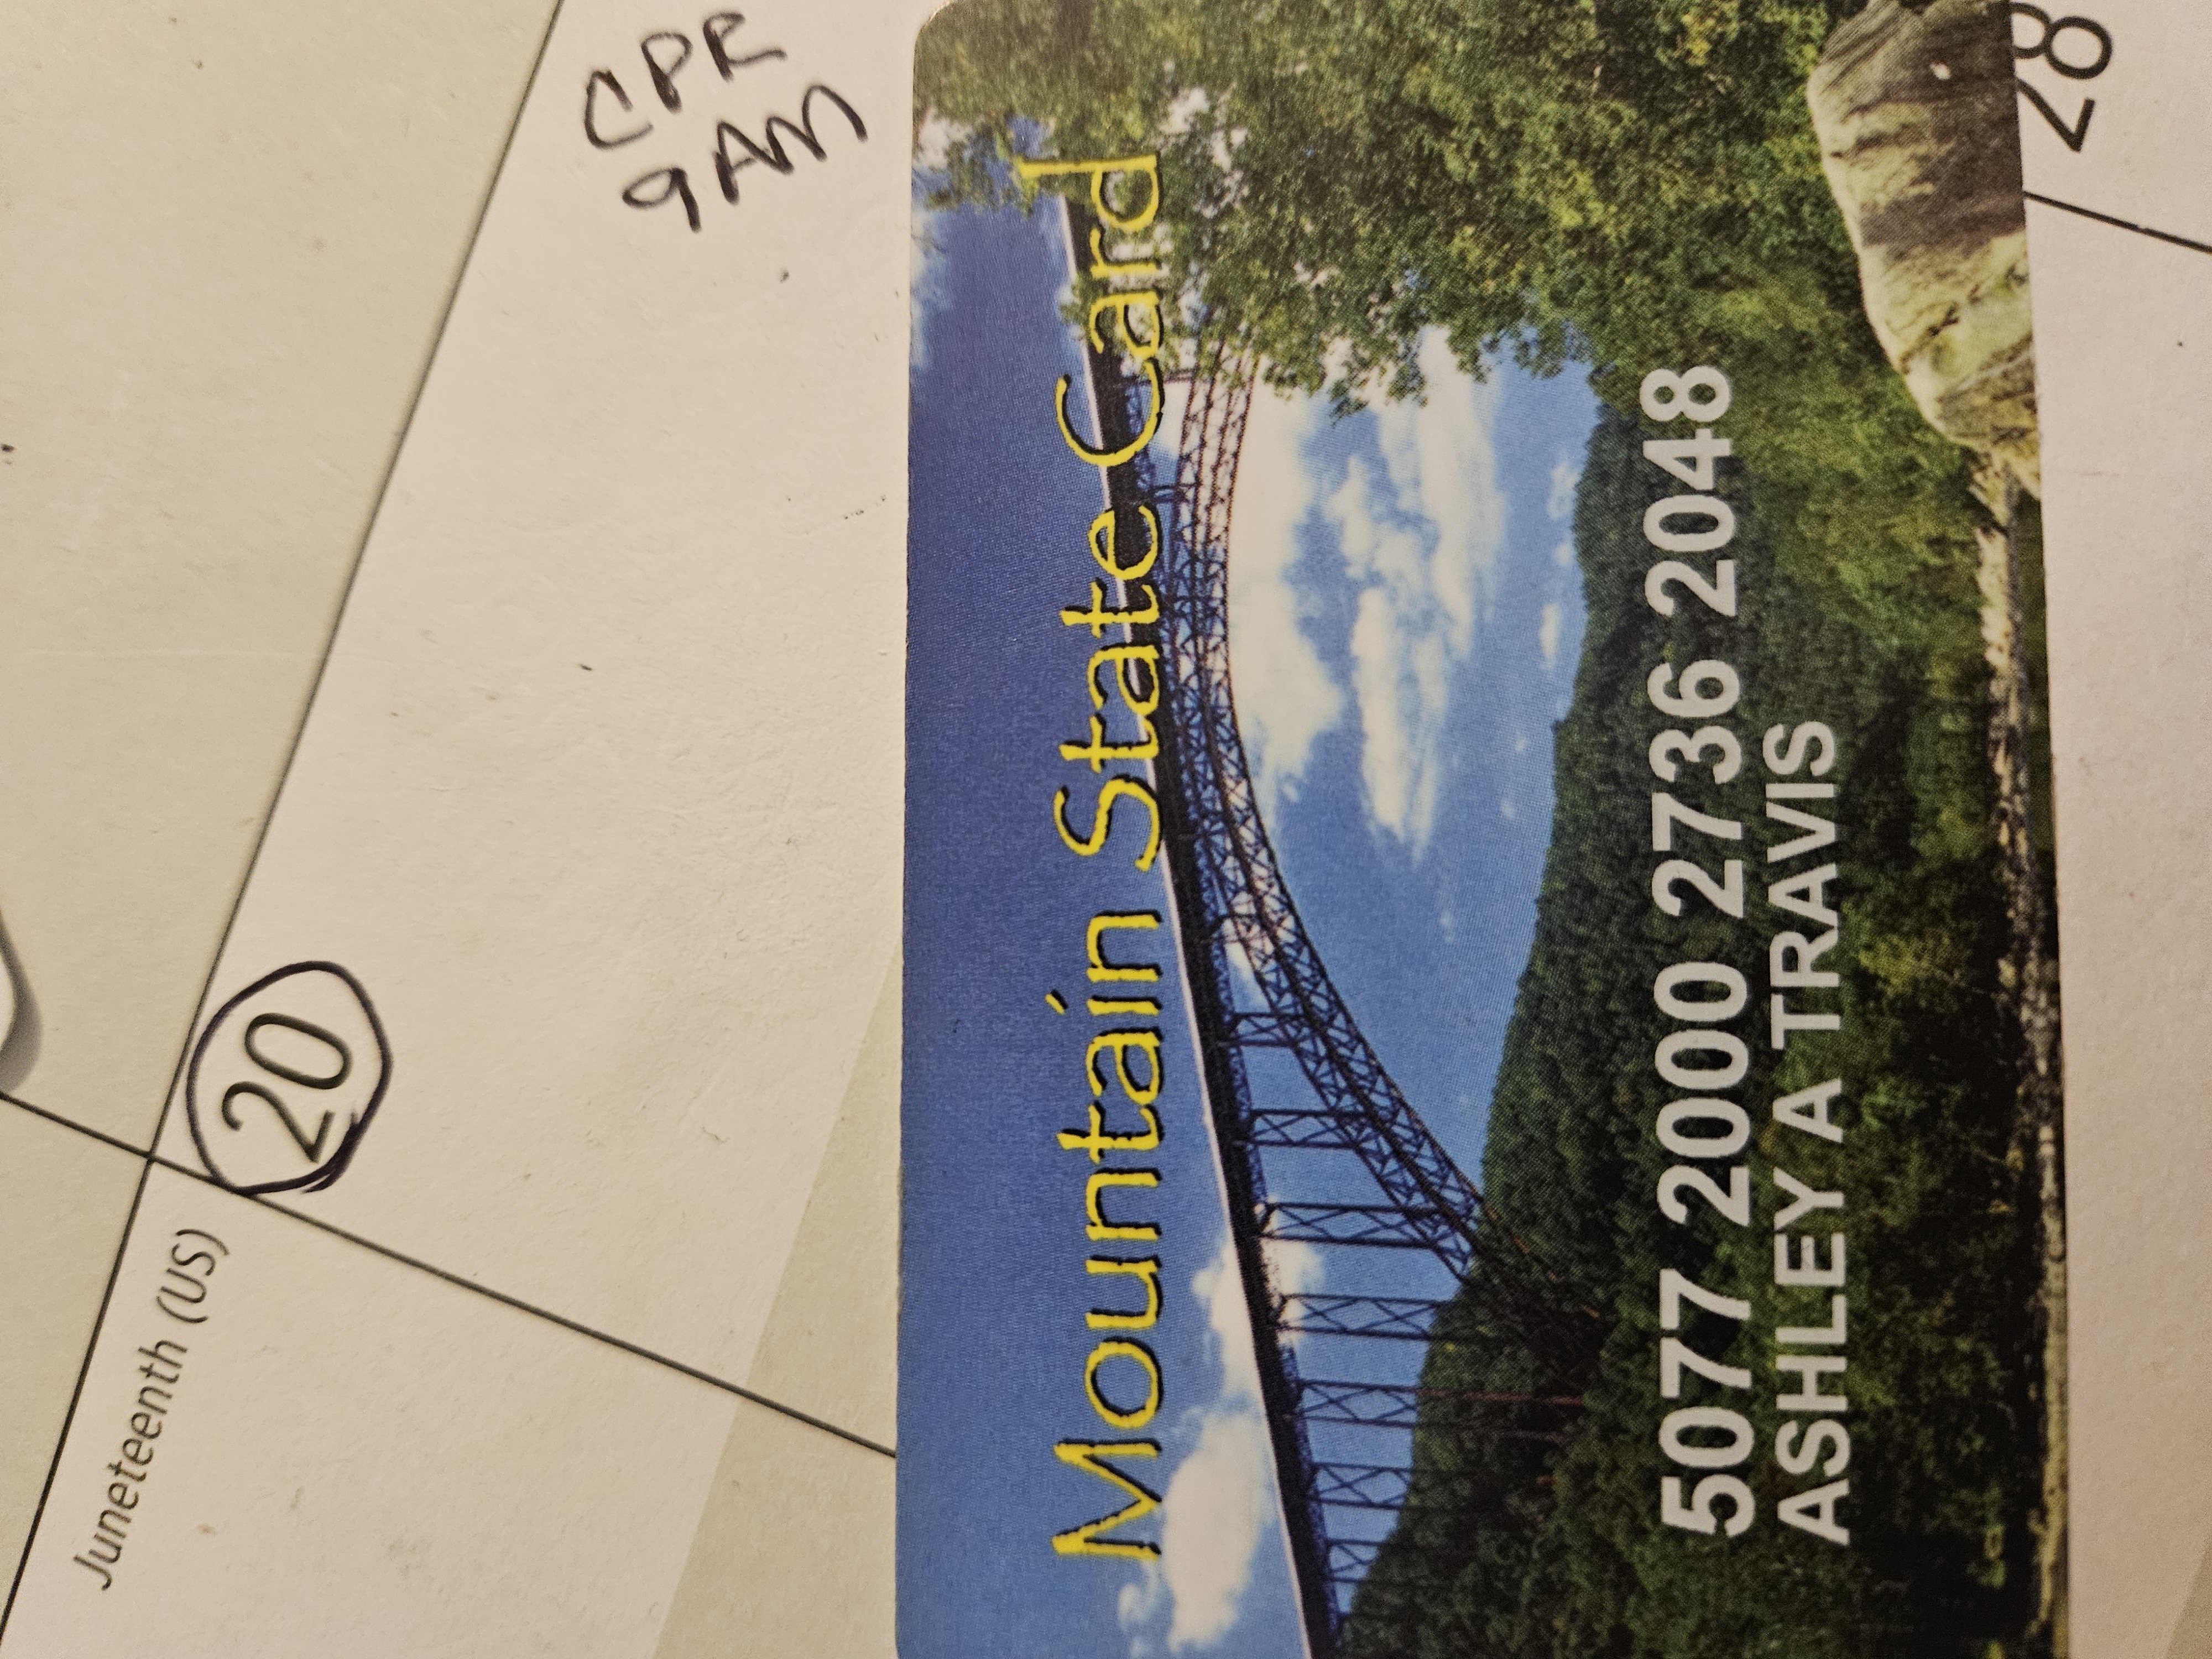 Juneteenth (US)
20
CPR
9AM
Mountain State Card
5077 2000 2736 2048
ASHLEY A TRAVIS
28